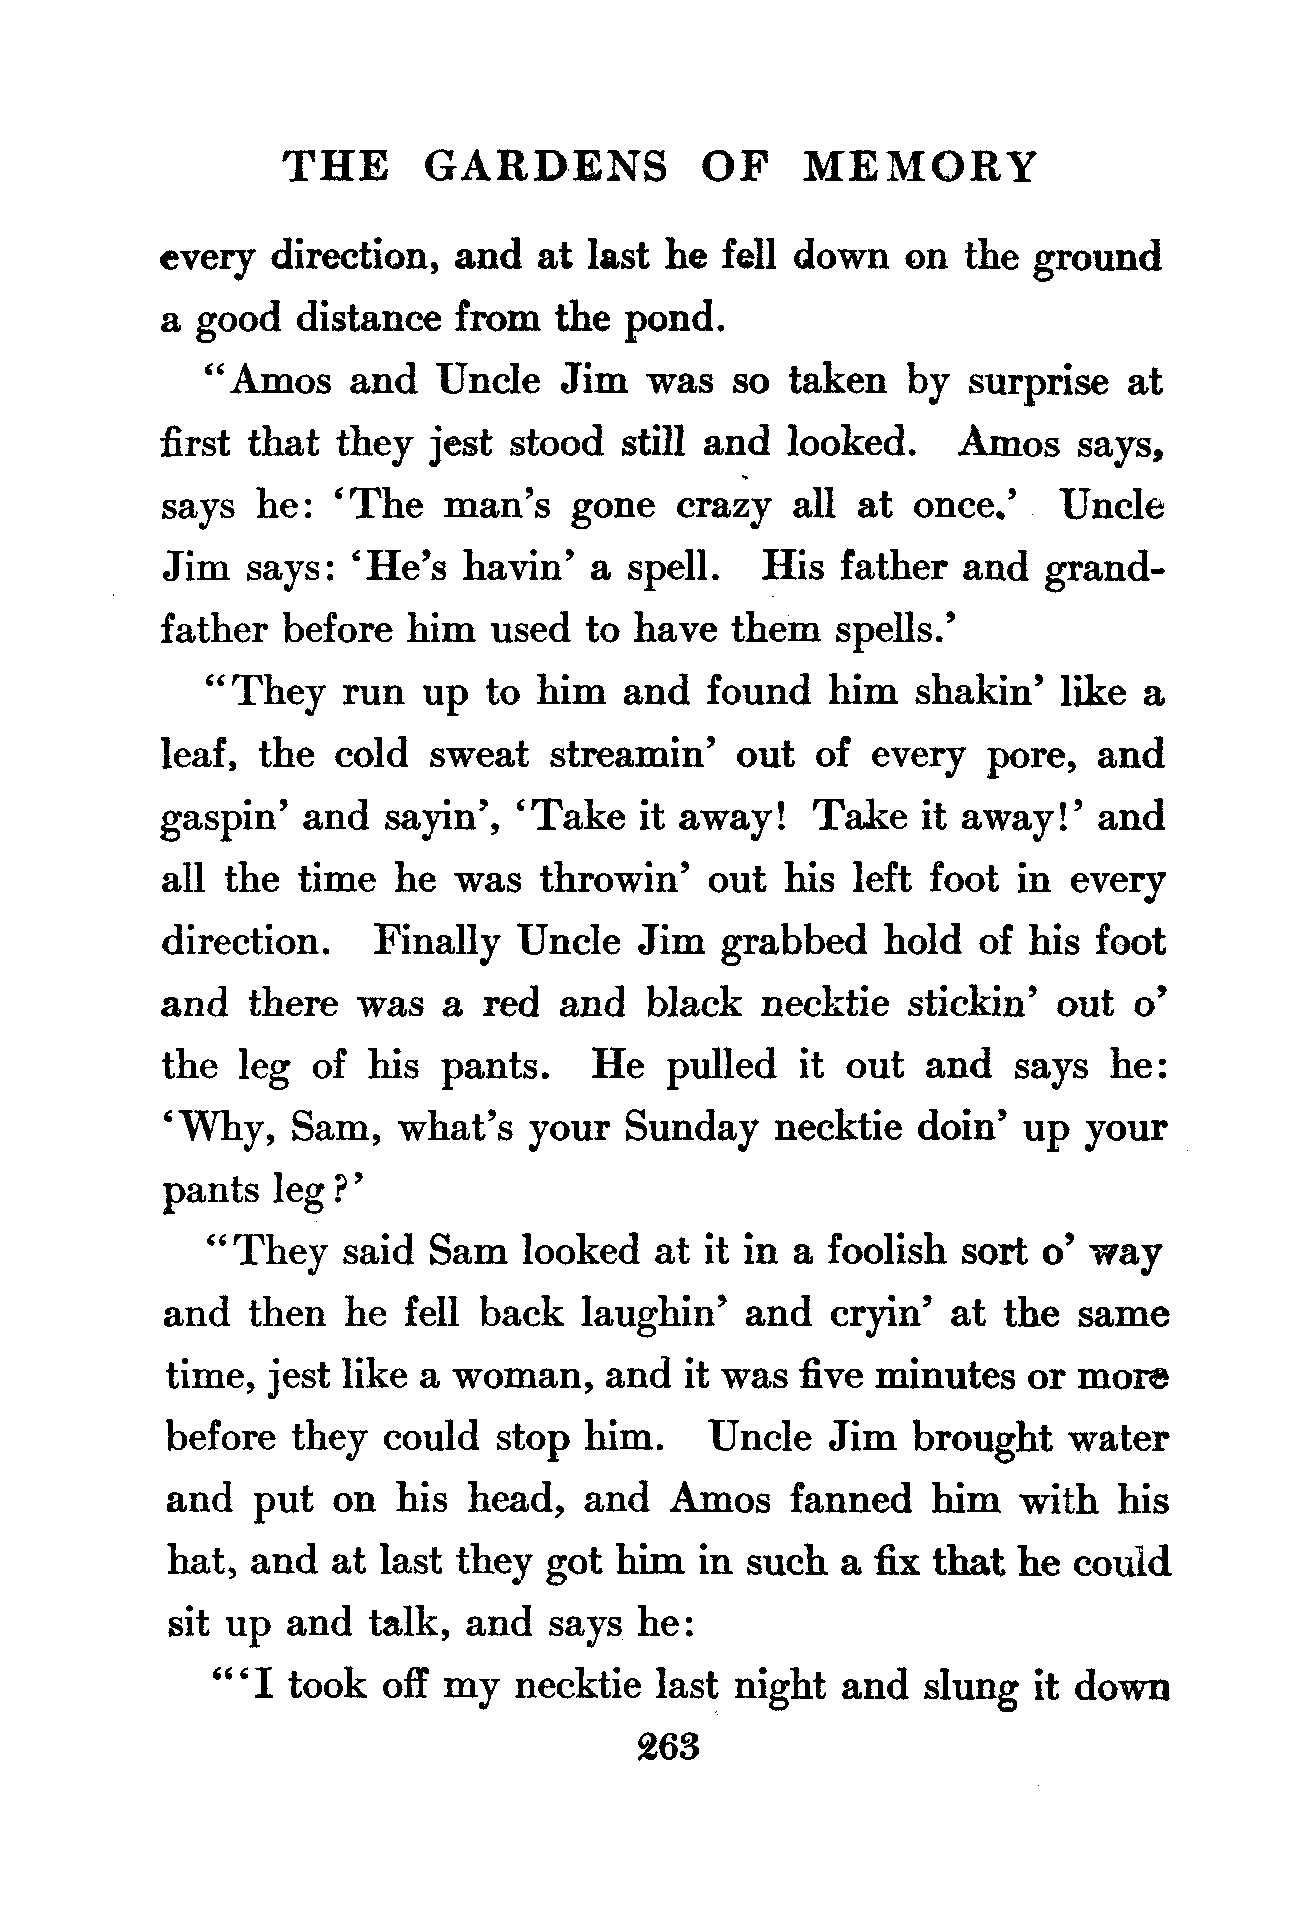 THE GARDENS OF MEMORY
every direction, and at last he fell down on the ground
a good distance from the pond.
“Amos and Uncle Jim was so taken by surprise at
first that they jest stood still and looked. Amos says,
says he: ‘The man’s gone crazy all at once.’ Uncle
Jim says: ‘He’s havin’ a spell. His father and grand-
father before him used to have them spells.’
“They run up to him and found him shakin’ like a
leaf, the cold sweat streamin’ out of every pore, and
gaspin’ and sayin’, ‘Take it away! Take it away!’ and
all the time he was throwin’ out his left foot in every
direction. Finally Uncle Jim grabbed hold of his foot
and there was a red and black necktie stickin’ out o’
the leg of his pants. He pulled it out and says he:
‘Why, Sam, what’s your Sunday necktie doin’ up your
pants leg?’
“They said Sam looked at it in a foolish sort o’ way
and then he fell back laughin’ and cryin’ at the same
time, jest like a woman, and it was five minutes or more
before they could stop him. Uncle Jim brought water
and put on his head, and Amos fanned him with his
hat, and at last they got him in such a fix that he could
sit up and talk, and says he:
“‘I took off my necktie last night and slung it down
263